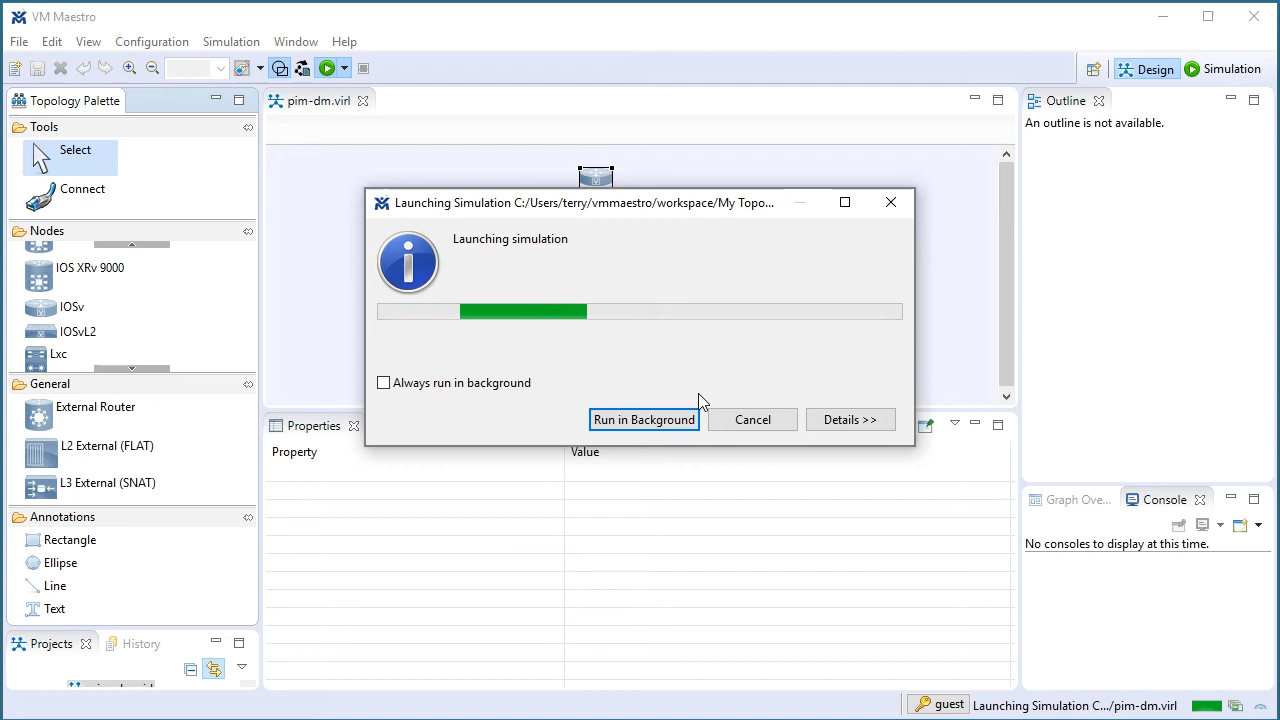 VM Maestro
File Edit View Configuration Simulation Window Help
Design Simulation
Topology Palette
Tools
Select
Connect
Nodes
IOS XRv 9000
IOSv
IOSvL2
Lxc
General
External Router
L2 External (FLAT)
L3 External (SNAT)
Annotations
Rectangle
Ellipse
Line
Text
Projects History
pim-dm.virl
Launching Simulation C:/Users/terry/vmmaestro/workspace/My Topo...
Launching simulation
Always run in background
Run in Background Cancel Details >>
Properties
Property Value
Outline
An outline is not available.
Graph Ove... Console
No consoles to display at this time.
guest Launching Simulation C.../pim-dm.virl